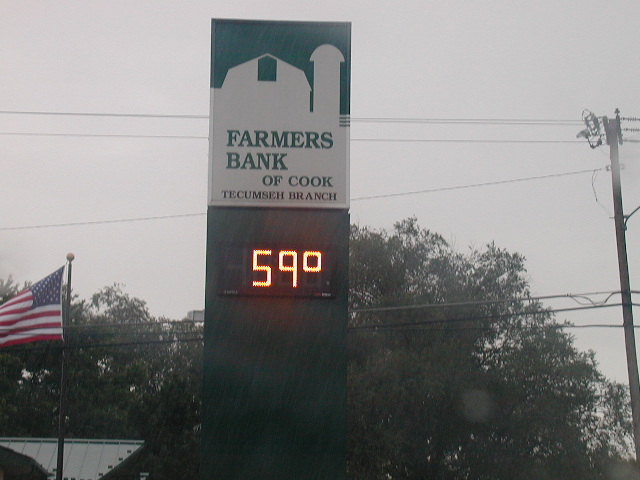 FARMERS
BANK
OF COOK
TECUMSEH BRANCH
59°